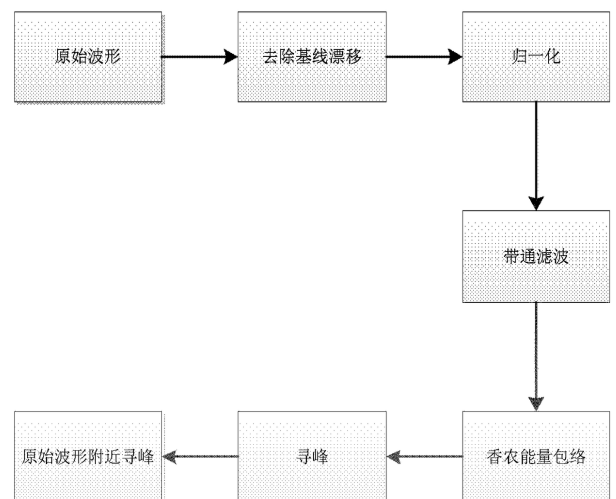 原始波形
去除基线漂移
归一化
带通滤波
香农能量包络
寻峰
原始波形附近寻峰